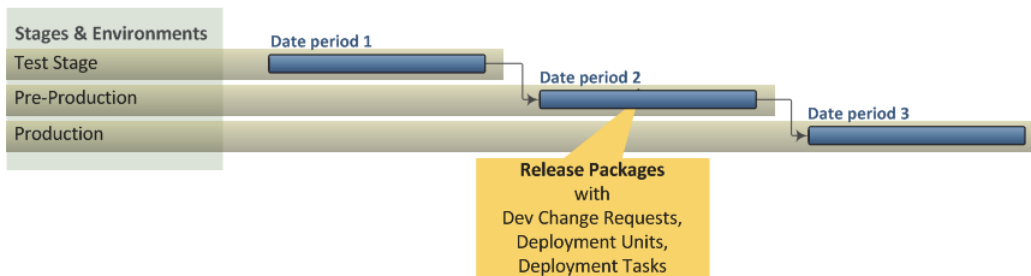 Stages & Environments
Date period 1
Test Stage
Date period 2
Pre-Production
Date period 3
Production
Release Packages
with
Dev Change Requests,
Deployment Units,
Deployment Tasks